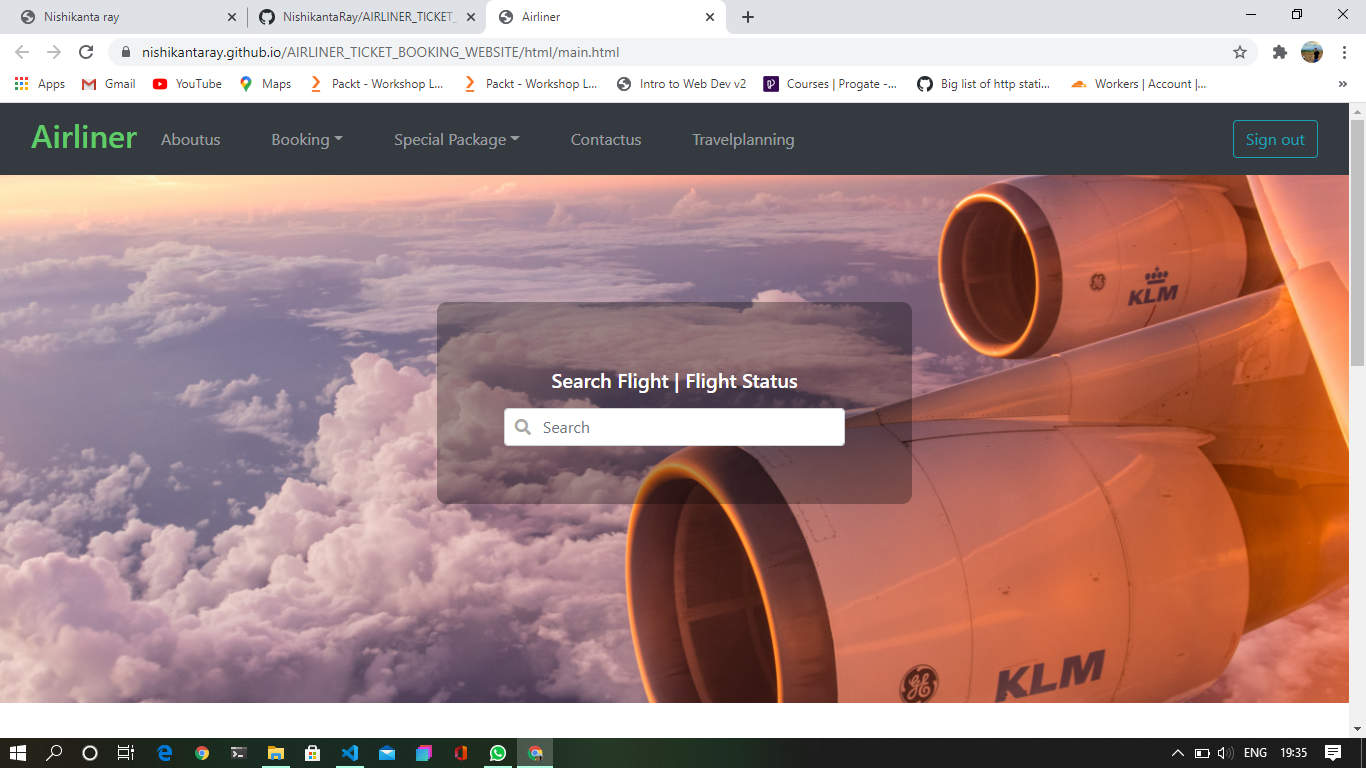 Nishikanta ray
NishikantaRay/AIRLINER_TICKET_
Airliner
nishikantaray.github.io/AIRLINER_TICKET_BOOKING_WEBSITE/html/main.html
Apps Gmail YouTube Maps Packt - Workshop L... Packt - Workshop L... Intro to Web Dev v2 Courses | Progate -... Big list of http stati... Workers | Account |... »
Airliner Aboutus Booking Special Package Contactus Travelplanning Sign out
KLM
Search Flight | Flight Status
Search
GE KLM
ENG 19:35